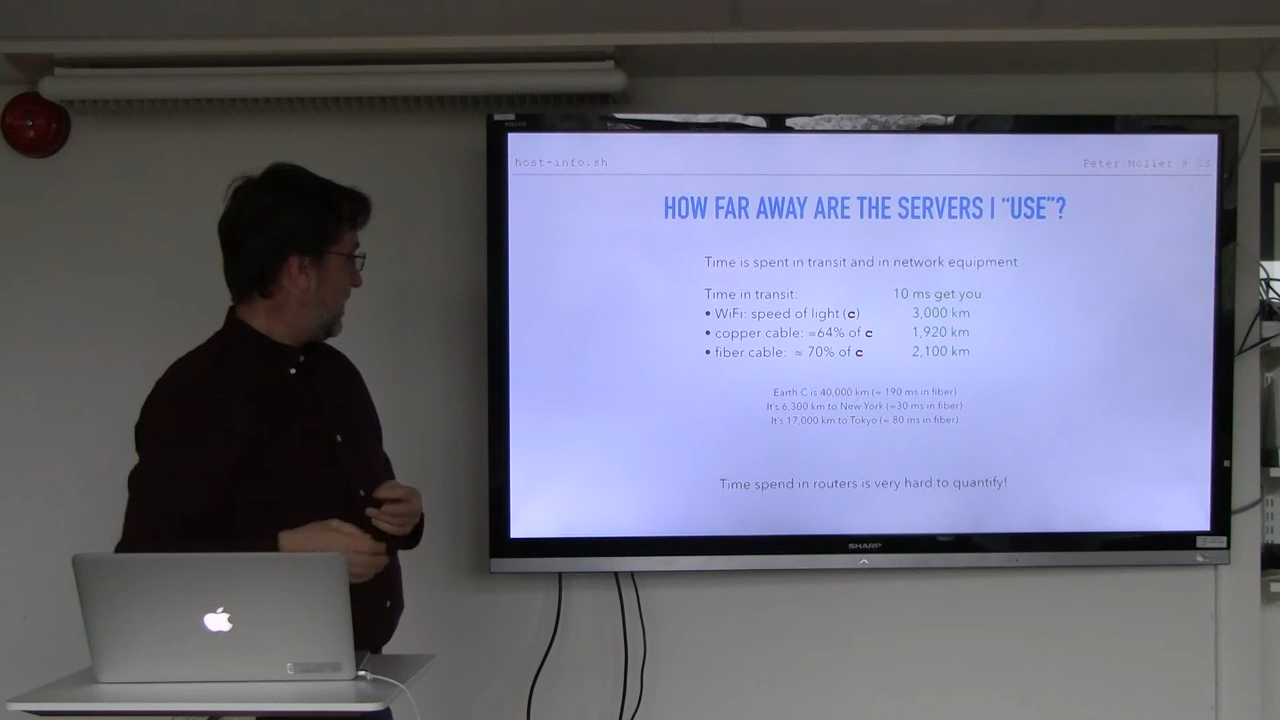 AQUOS
host-info.sh
Peter Möller @ CS
HOW FAR AWAY ARE THE SERVERS I “USE”?
Time is spent in transit and in network equipment
Time in transit: 10 ms get you:
• WiFi: speed of light (c) 3,000 km
• copper cable: ≈64% of c 1,920 km
• fiber cable: ≈ 70% of c 2,100 km
Earth C is 40,000 km (≈ 190 ms in fiber)
It's 6,300 km to New York (≈30 ms in fiber)
It's 17,000 km to Tokyo (≈ 80 ms in fiber)
Time spend in routers is very hard to quantify!
SHARP